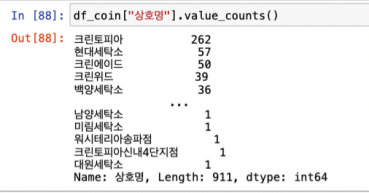 In [88]: df_coin["상호명"].value_counts()
Out[88]: 크린토피아 262
현대세탁소 57
크린에이드 50
크린위드 39
백양세탁소 36
...
남양세탁소 1
미림세탁소 1
워시테리아송파점 1
크린토피아신내4단지점 1
대원세탁소 1
Name: 상호명, Length: 911, dtype: int64